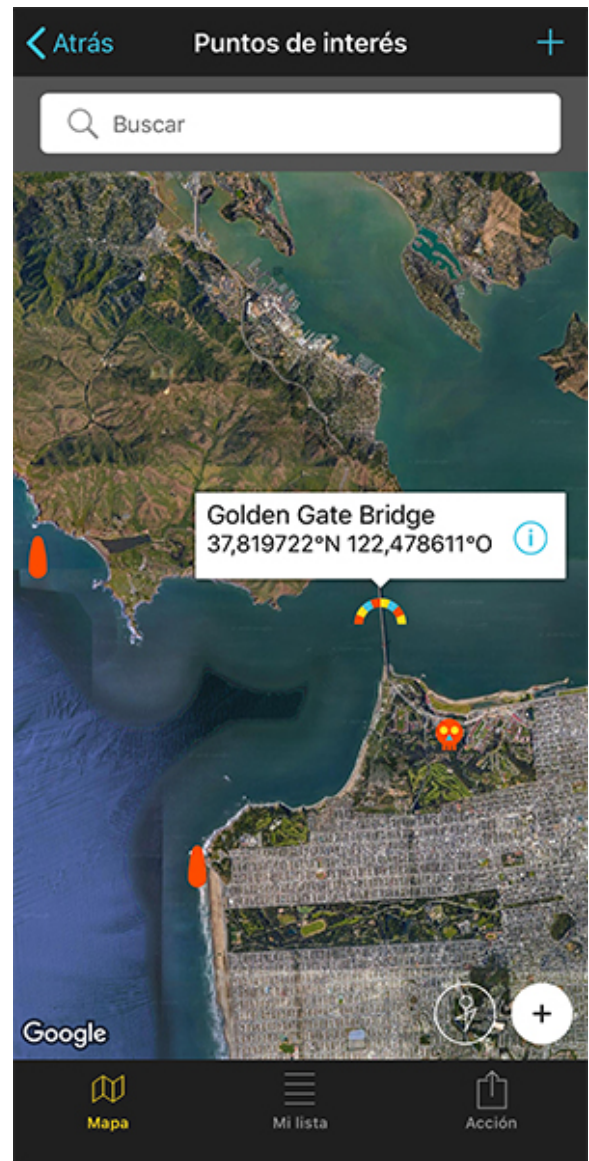 Atrás
Puntos de interés
Buscar
Golden Gate Bridge
37,819722°N 122,478611°O
Google
Mapa
Mi lista
Acción